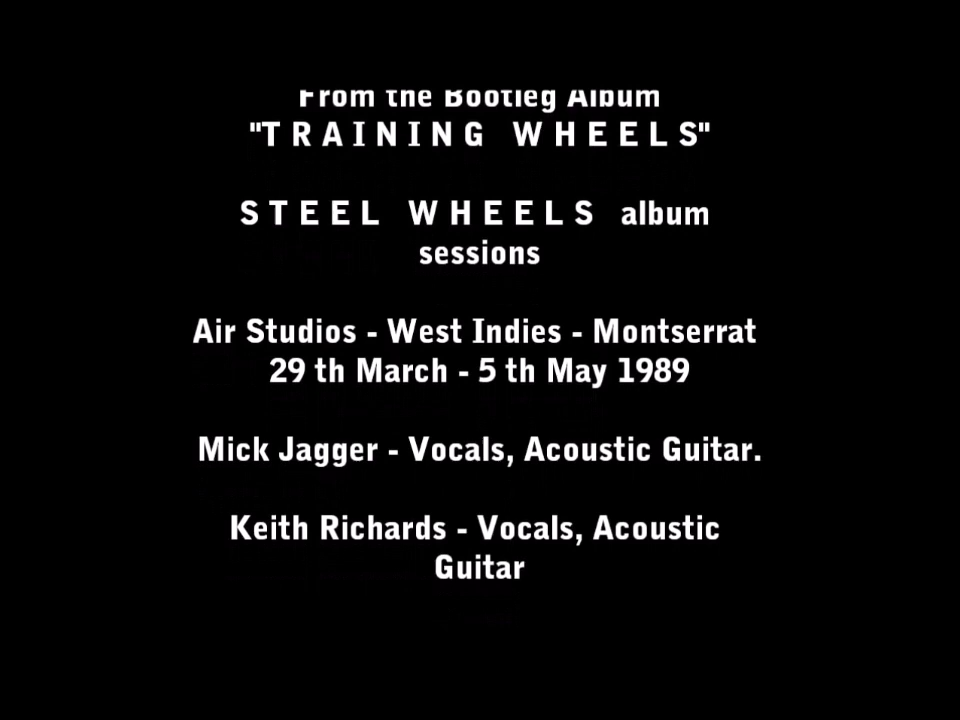 From the Bootleg Album
"T R A I N I N G W H E E L S"
S T E E L W H E E L S album
sessions
Air Studios - West Indies - Montserrat
29 th March - 5 th May 1989
Mick Jagger - Vocals, Acoustic Guitar.
Keith Richards - Vocals, Acoustic
Guitar